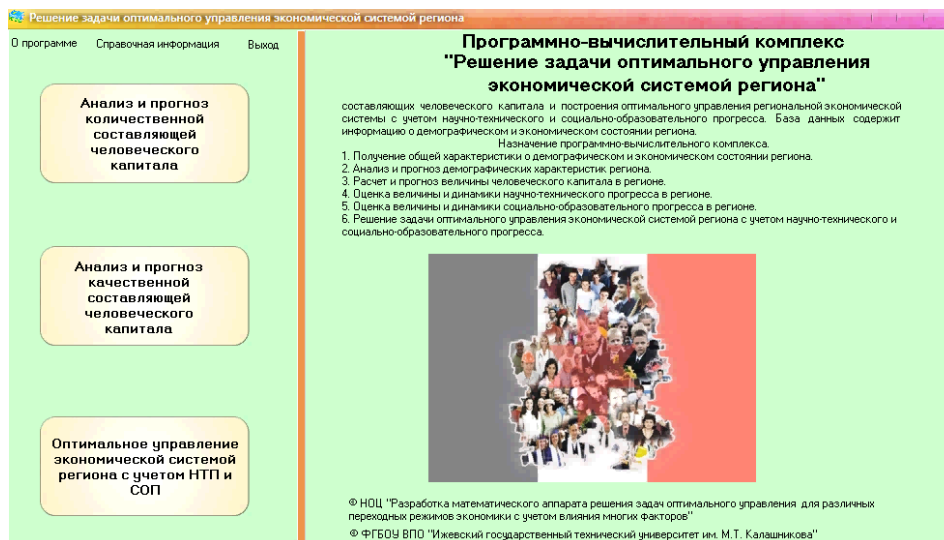 Решение задачи оптимального управления экономической системой региона
О программе Справочная информация Выход
Анализ и прогноз
количественной
составляющей
человеческого
капитала
Анализ и прогноз
качественной
составляющей
человеческого
капитала
Оптимальное управление
экономической системой
региона с учетом НТП и
СОП
Программно-вычислительный комплекс
"Решение задачи оптимального управления
экономической системой региона"
составляющих человеческого капитала и построения оптимального управления региональной экономической
системы с учетом научно-технического и социально-образовательного прогресса. База данных содержит
информацию о демографическом и экономическом состоянии региона.
Назначение программно-вычислительного комплекса.
1. Получение общей характеристики о демографическом и экономическом состоянии региона.
2. Анализ и прогноз демографических характеристик региона.
3. Расчет и прогноз величины человеческого капитала в регионе.
4. Оценка величины и динамики научно-технического прогресса в регионе.
5. Оценка величины и динамики социально-образовательного прогресса в регионе.
6. Решение задачи оптимального управления экономической системой региона с учетом научно-технического и
социально-образовательного прогресса.
© НОЦ "Разработка математического аппарата решения задач оптимального управления для различных
переходных режимов экономики с учетом влияния многих факторов"
© ФГБОУ ВПО "Ижевский государственный технический университет им. М.Т. Калашникова"